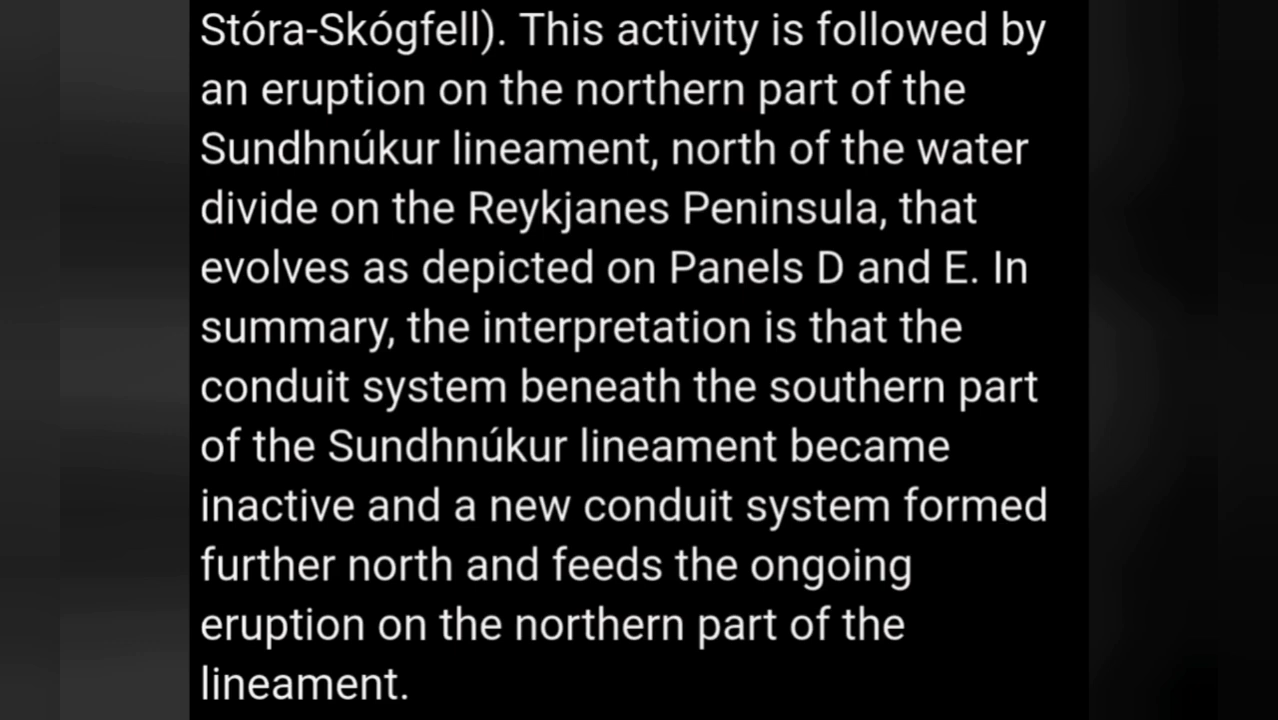 Stóra-Skógfell). This activity is followed by
an eruption on the northern part of the
Sundhnúkur lineament, north of the water
divide on the Reykjanes Peninsula, that
evolves as depicted on Panels D and E. In
summary, the interpretation is that the
conduit system beneath the southern part
of the Sundhnúkur lineament became
inactive and a new conduit system formed
further north and feeds the ongoing
eruption on the northern part of the
lineament.